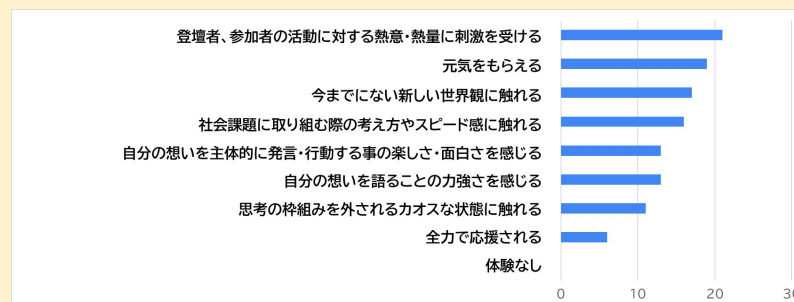 登壇者、参加者の活動に対する熱意・熱量に刺激を受ける
元気をもらえる
今までにない新しい世界観に触れる
社会課題に取り組む際の考え方やスピード感に触れる
自分の想いを主体的に発言・行動する事の楽しさ・面白さを感じる
自分の想いを語ることの力強さを感じる
思考の枠組みを外されるカオスな状態に触れる
全力で応援される
体験なし
0 10 20 30